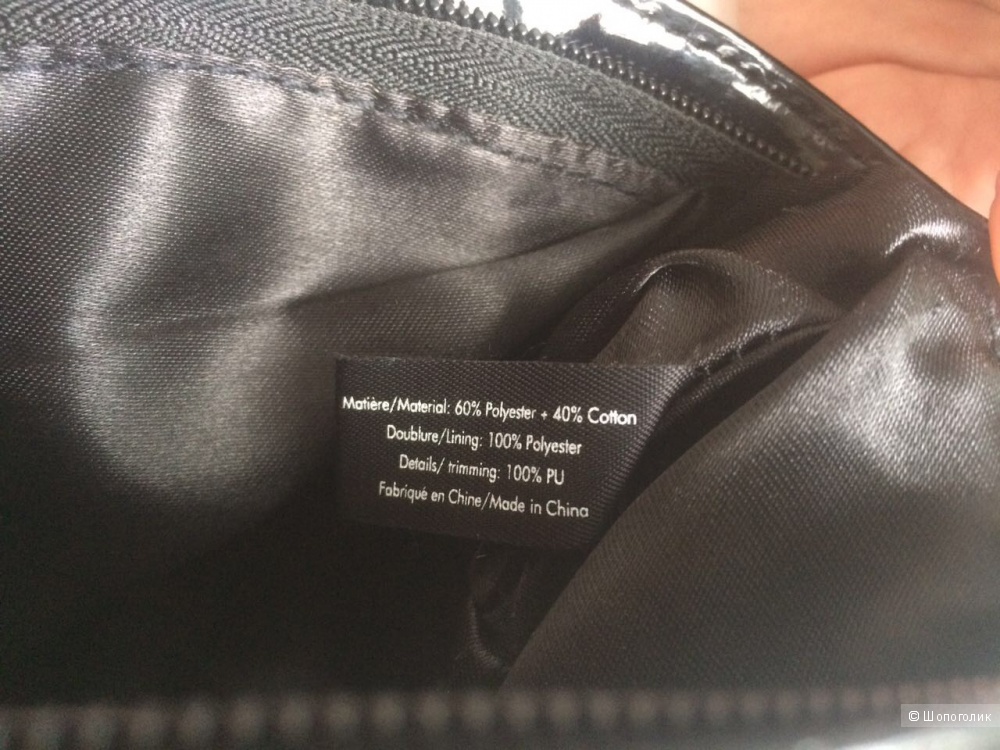 Matière/Material: 60% Polyester + 40% Cotton
Doublure/Lining: 100% Polyester
Details/ trimming: 100% PU
Fabriqué en Chine/Made in China
© Шопоголик